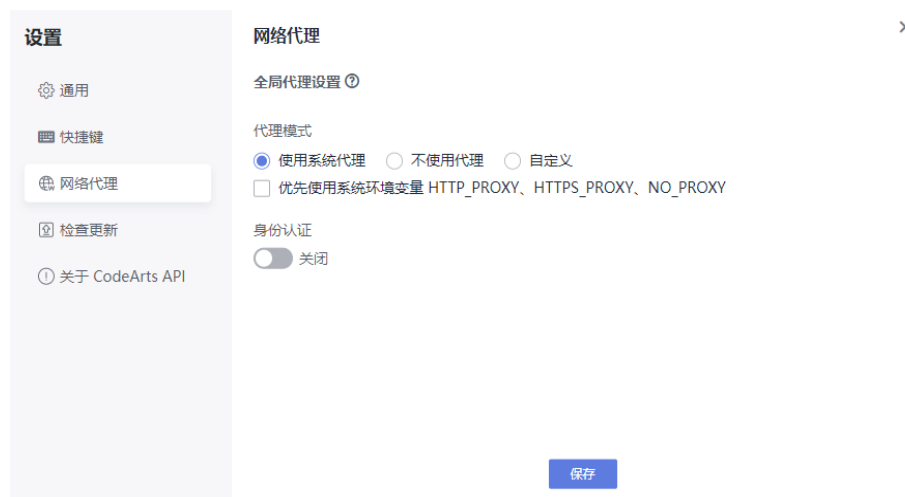 设置
通用
快捷键
网络代理
检查更新
关于 CodeArts API
网络代理
全局代理设置
代理模式
使用系统代理 不使用代理 自定义
优先使用系统环境变量 HTTP_PROXY、HTTPS_PROXY、NO_PROXY
身份认证
关闭
保存